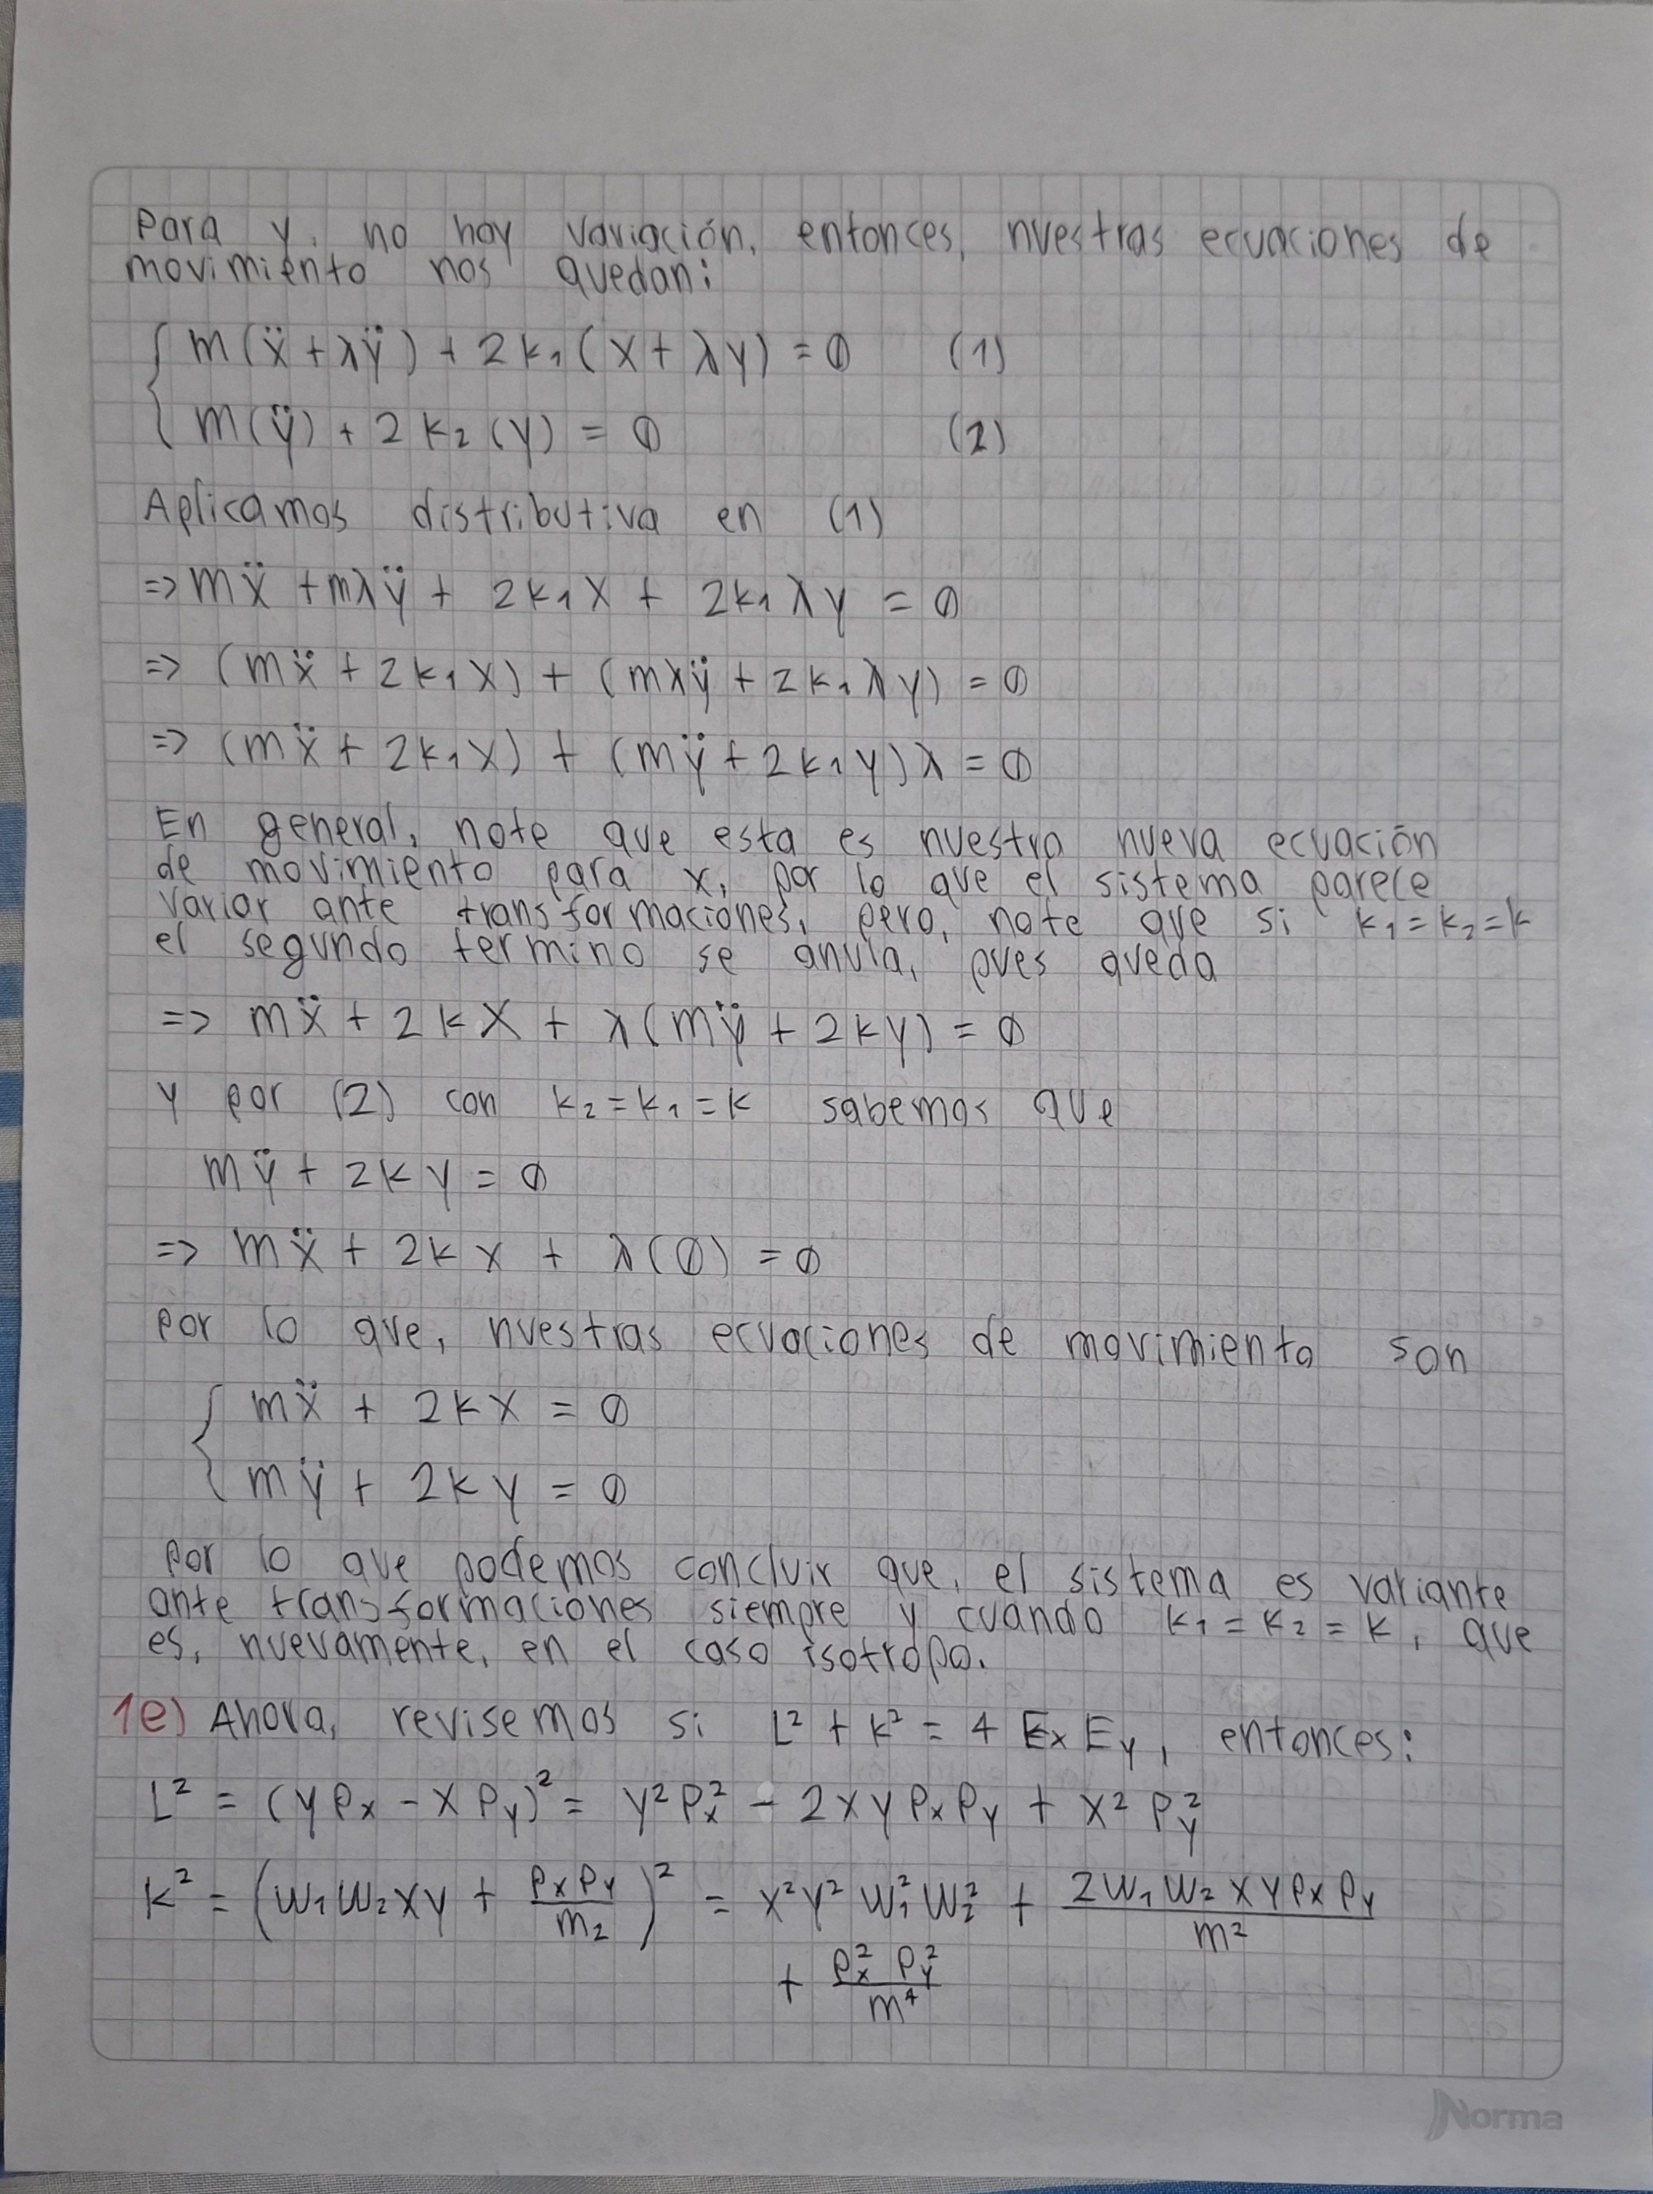 Para y, no hay variación, entonces, nuestras ecuaciones de
movimiento nos quedan:
{ m(ẍ + λÿ) + 2k₁(x + λy) = 0 (1)
{ m(ÿ) + 2k₂(y) = 0 (2)
Aplicamos distributiva en (1)
=> mẍ + mλÿ + 2k₁x + 2k₁λy = 0
=> (mẍ + 2k₁x) + (mλÿ + 2k₁λy) = 0
=> (mẍ + 2k₁x) + (mÿ + 2k₁y)λ = 0
En general, note que esta es nuestra nueva ecuación
de movimiento para x, por lo que el sistema parece
variar ante transformaciones, pero, note que si k₁=k₂=k
el segundo termino se anula, pues queda
=> mẍ + 2kx + λ(mÿ + 2ky) = 0
y por (2) con k₂=k₁=k sabemos que
mÿ + 2ky = 0
=> mẍ + 2kx + λ(0) = 0
Por lo que, nuestras ecuaciones de movimiento son
{ mẍ + 2kx = 0
{ mÿ + 2ky = 0
Por lo que podemos concluir que, el sistema es variante
ante transformaciones siempre y cuando k₁=k₂=k, que
es, nuevamente, en el caso isotropo.
1e) Ahora, revisemos si L² + k² = 4 Eₓ E_y, entonces:
L² = (y pₓ - x p_y)² = y² pₓ² - 2xy pₓ p_y + x² p_y²
k² = (w₁w₂xy + pₓp_y/m₂)² = x²y² w₁² w₂² + 2w₁w₂xy pₓp_y/m²
+ pₓ² p_y²/m⁴
Norma